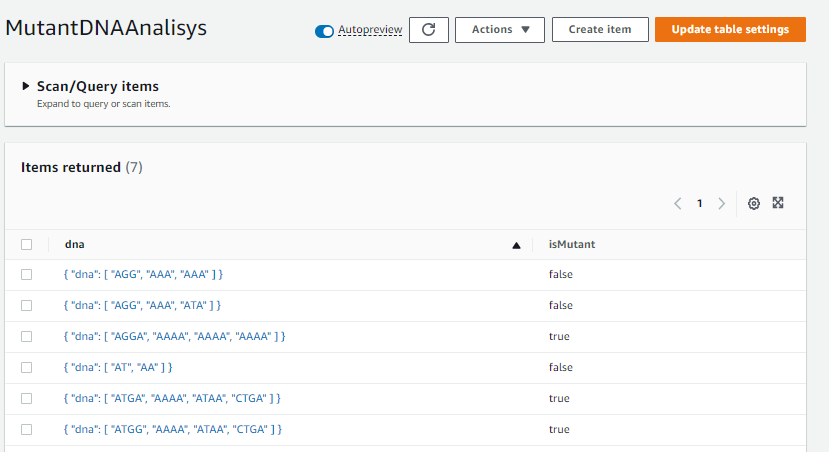 MutantDNAAnalisys
Autopreview
Actions
Create item
Update table settings
Scan/Query items
Expand to query or scan items.
Items returned (7)
1
dna isMutant
{ "dna": [ "AGG", "AAA", "AAA" ] } false
{ "dna": [ "AGG", "AAA", "ATA" ] } false
{ "dna": [ "AGGA", "AAAA", "AAAA", "AAAA" ] } true
{ "dna": [ "AT", "AA" ] } false
{ "dna": [ "ATGA", "AAAA", "ATAA", "CTGA" ] } true
{ "dna": [ "ATGG", "AAAA", "ATAA", "CTGA" ] } true